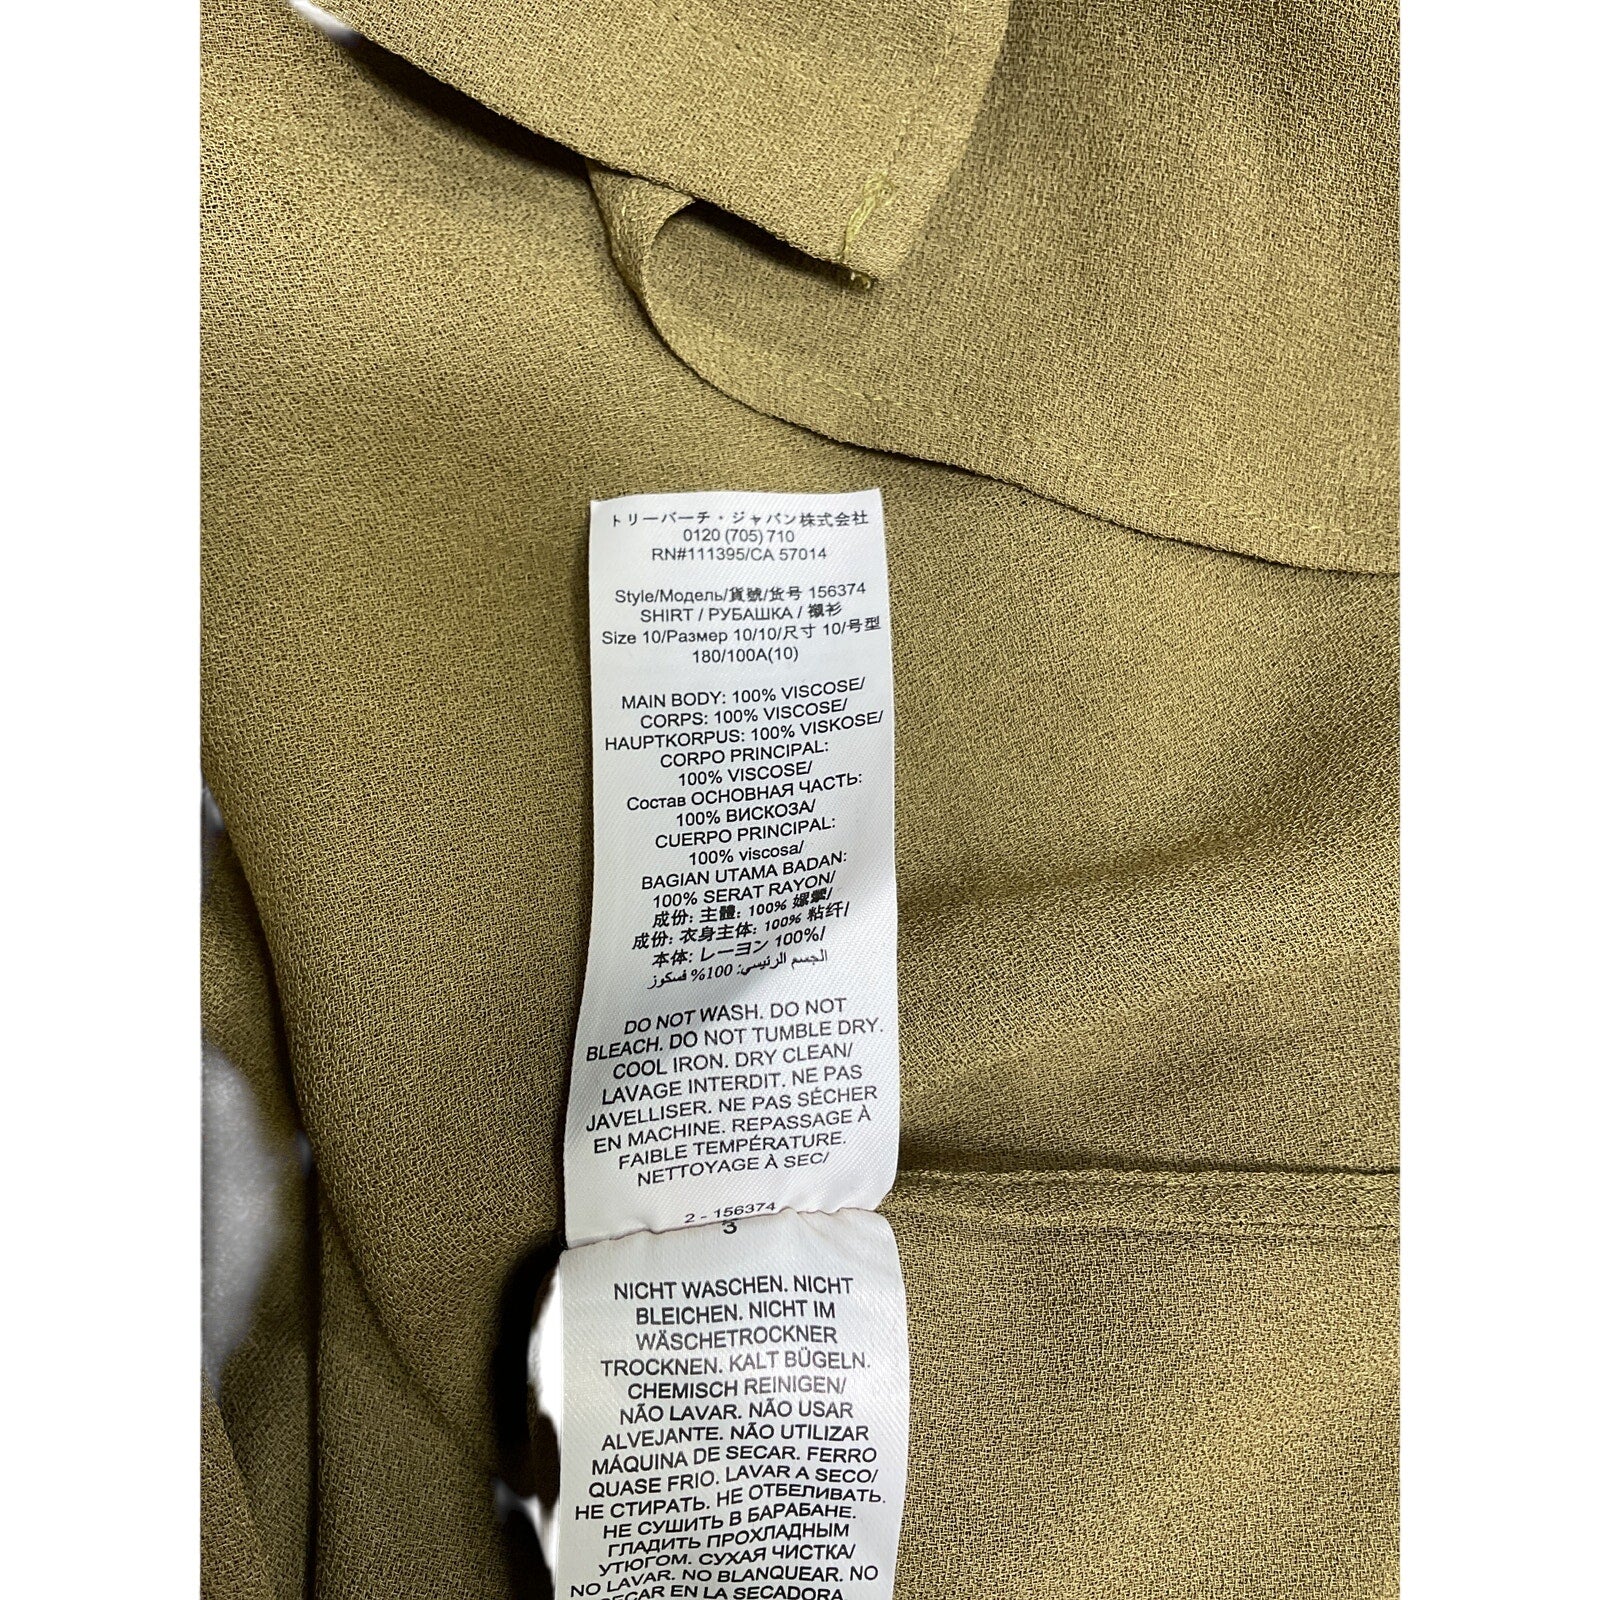 トリーバーチ・ジャパン株式会社
0120 (705) 710
RN#111395/CA 57014
Style/Модель/貨號/货号 156374
SHIRT / РУБАШКА / 襯衫
Size 10/Размер 10/10/尺寸 10/号型
180/100A(10)
MAIN BODY: 100% VISCOSE/
CORPS: 100% VISCOSE/
HAUPTKORPUS: 100% VISKOSE/
CORPO PRINCIPAL:
100% VISCOSE/
Состав ОСНОВНАЯ ЧАСТЬ:
100% ВИСКОЗА/
CUERPO PRINCIPAL:
100% viscosa/
BAGIAN UTAMA BADAN:
100% SERAT RAYON/
成份: 主體: 100% 嫘縈/
成份: 衣身主体: 100% 粘纤/
本体: レーヨン 100%/
الجسم الرئيسي: 100% فسكوز
DO NOT WASH. DO NOT
BLEACH. DO NOT TUMBLE DRY.
COOL IRON. DRY CLEAN/
LAVAGE INTERDIT. NE PAS
JAVELLISER. NE PAS SÉCHER
EN MACHINE. REPASSAGE À
FAIBLE TEMPÉRATURE.
NETTOYAGE À SEC/
2 - 156374
3
NICHT WASCHEN. NICHT
BLEICHEN. NICHT IM
WÄSCHETROCKNER
TROCKNEN. KALT BÜGELN.
CHEMISCH REINIGEN/
NÃO LAVAR. NÃO USAR
ALVEJANTE. NÃO UTILIZAR
MÁQUINA DE SECAR. FERRO
QUASE FRIO. LAVAR A SECO/
НЕ СТИРАТЬ. НЕ ОТБЕЛИВАТЬ.
НЕ СУШИТЬ В БАРАБАНЕ.
ГЛАДИТЬ ПРОХЛАДНЫМ
УТЮГОМ. СУХАЯ ЧИСТКА/
NO LAVAR. NO BLANQUEAR. NO
SECAR EN LA SECADORA